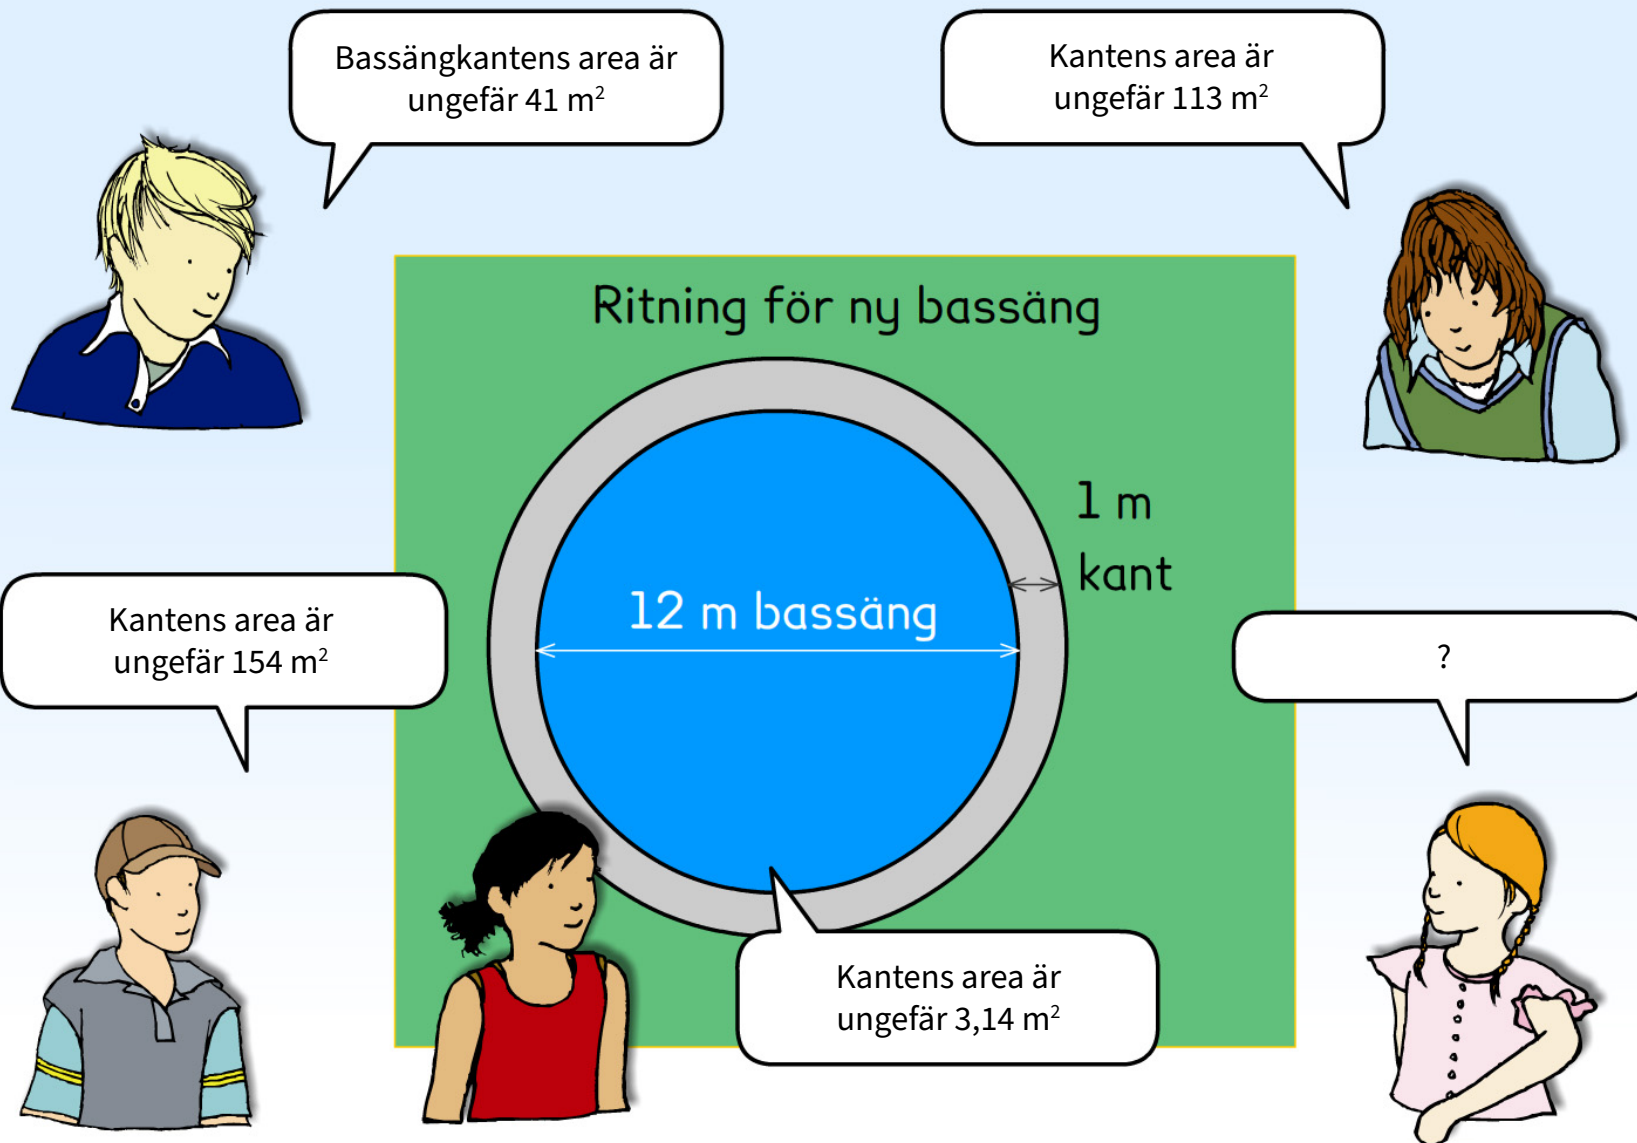 Bassängkantens area är
ungefär 41 m²
Kantens area är
ungefär 113 m²
Ritning för ny bassäng
1 m
kant
12 m bassäng
Kantens area är
ungefär 154 m²
?
Kantens area är
ungefär 3,14 m²